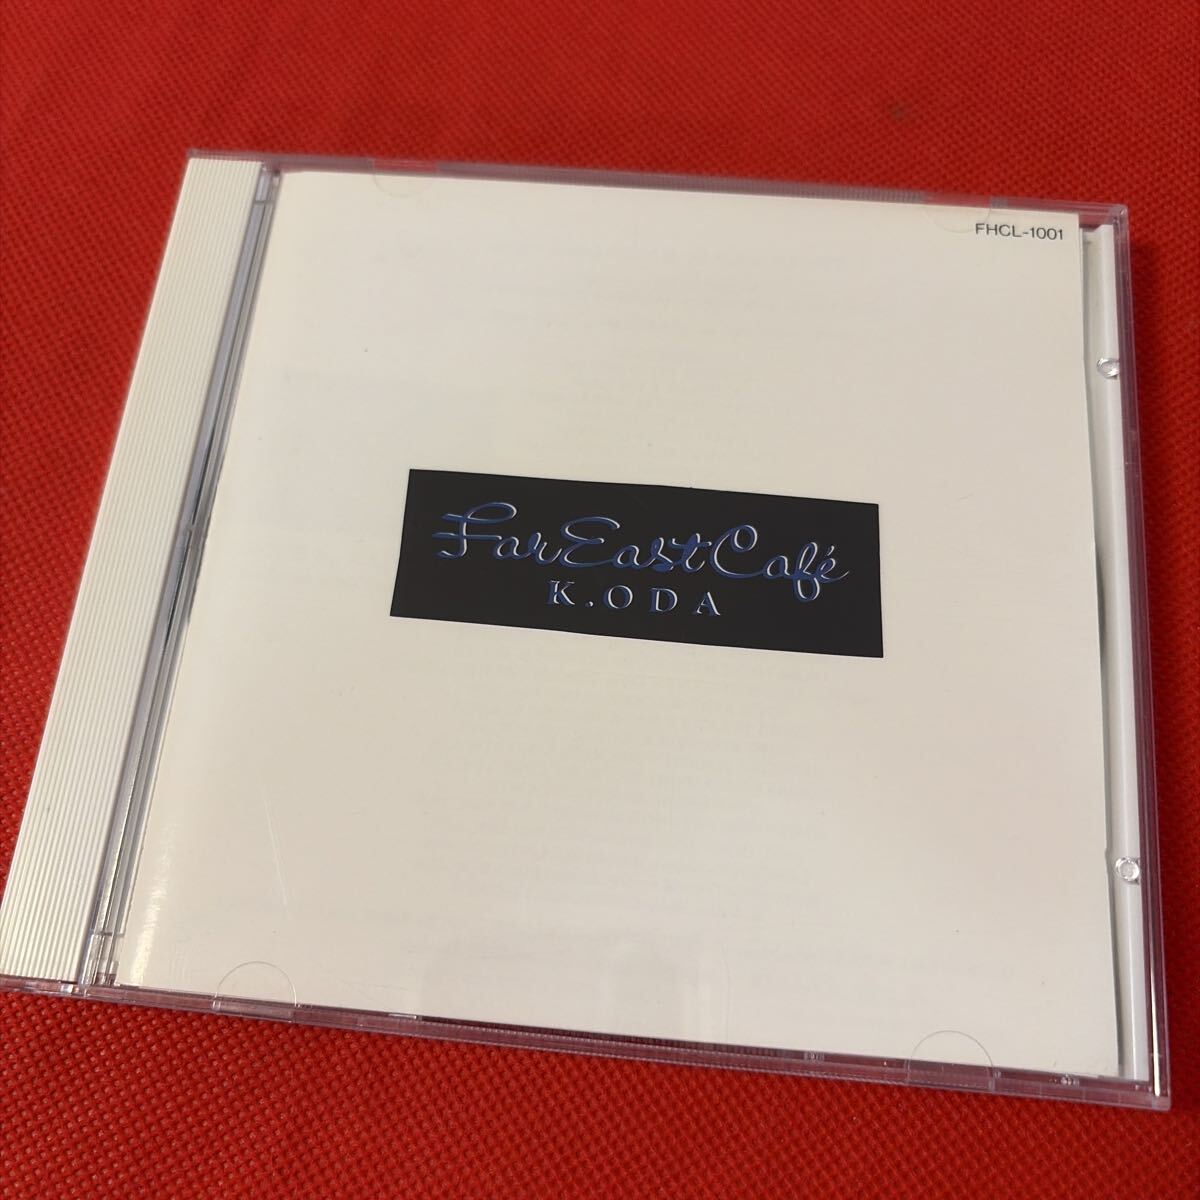 FHCL-1001
Far East Café
K.ODA